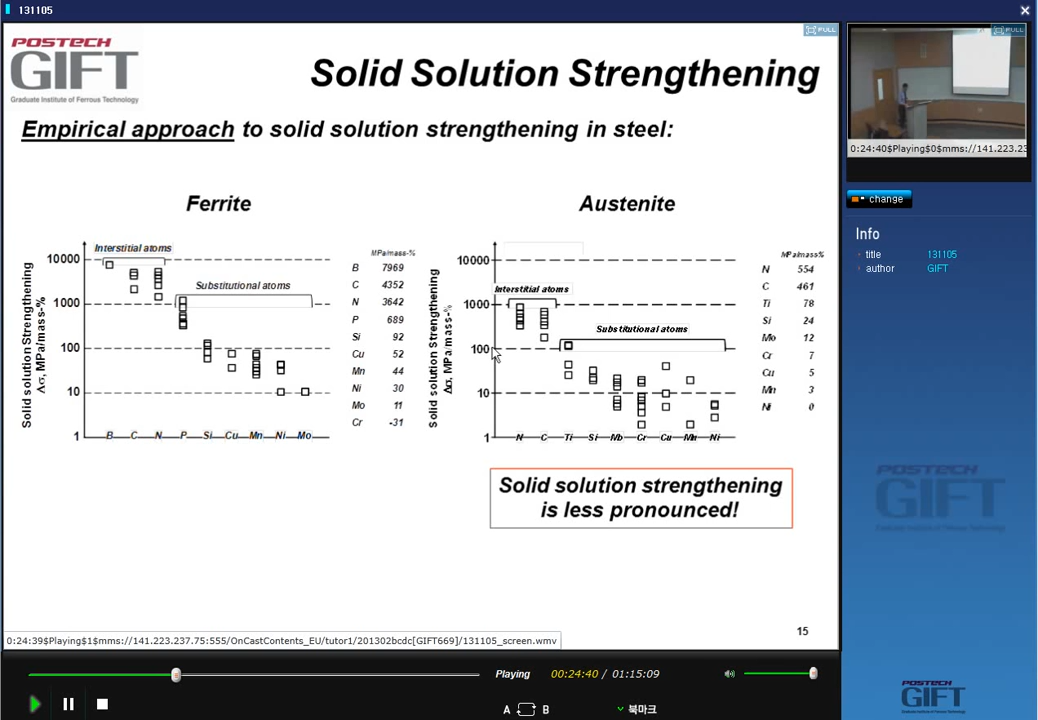 131105
FULL
POSTECH
GIFT
Graduate Institute of Ferrous Technology
Solid Solution Strengthening
Empirical approach to solid solution strengthening in steel:
Ferrite
Solid solution Strengthening
Δσ, MPa/mass-%
10000
1000
100
10
1
Interstitial atoms
Substitutional atoms
B C N P Si Cu Mn Ni Mo
MPa/mass-%
B 7969
C 4352
N 3642
P 689
Si 92
Cu 52
Mn 44
Ni 30
Mo 11
Cr -31
Austenite
Solid solution Strengthening
Δσ, MPa/mass-%
10000
1000
100
10
1
Interstitial atoms
Substitutional atoms
N C Ti Si Mo Cr Cu Mn Ni
MPa/mass%
N 554
C 461
Ti 78
Si 24
Mo 12
Cr 7
Cu 5
Mn 3
Ni 0
Solid solution strengthening
is less pronounced!
15
0:24:39$Playing$1$mms://141.223.237.75:555/OnCastContents_EU/tutor1/201302bcdc[GIFT669]/131105_screen.wmv
Playing 00:24:40 / 01:15:09
A B
북마크
FULL
0:24:40$Playing$0$mms://141.223.23
change
Info
title 131105
author GIFT
POSTECH
GIFT
POSTECH
GIFT